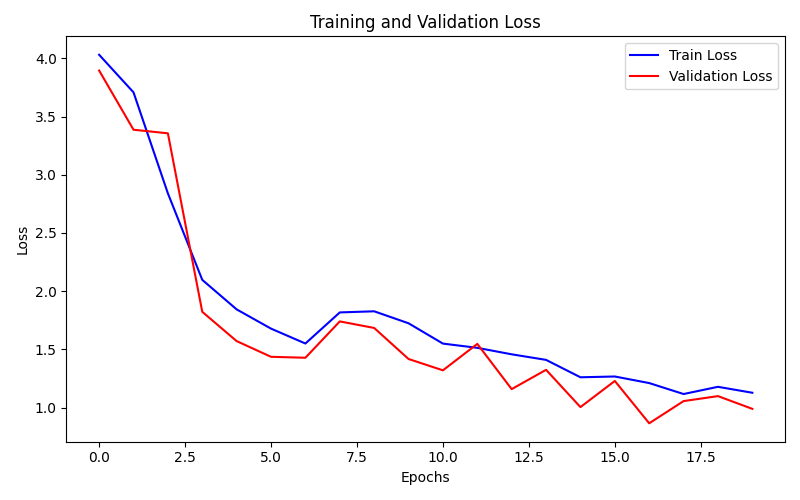 Training and Validation Loss
Train Loss
Validation Loss
4.0
3.5
3.0
2.5
2.0
1.5
1.0
Loss
0.0 2.5 5.0 7.5 10.0 12.5 15.0 17.5
Epochs